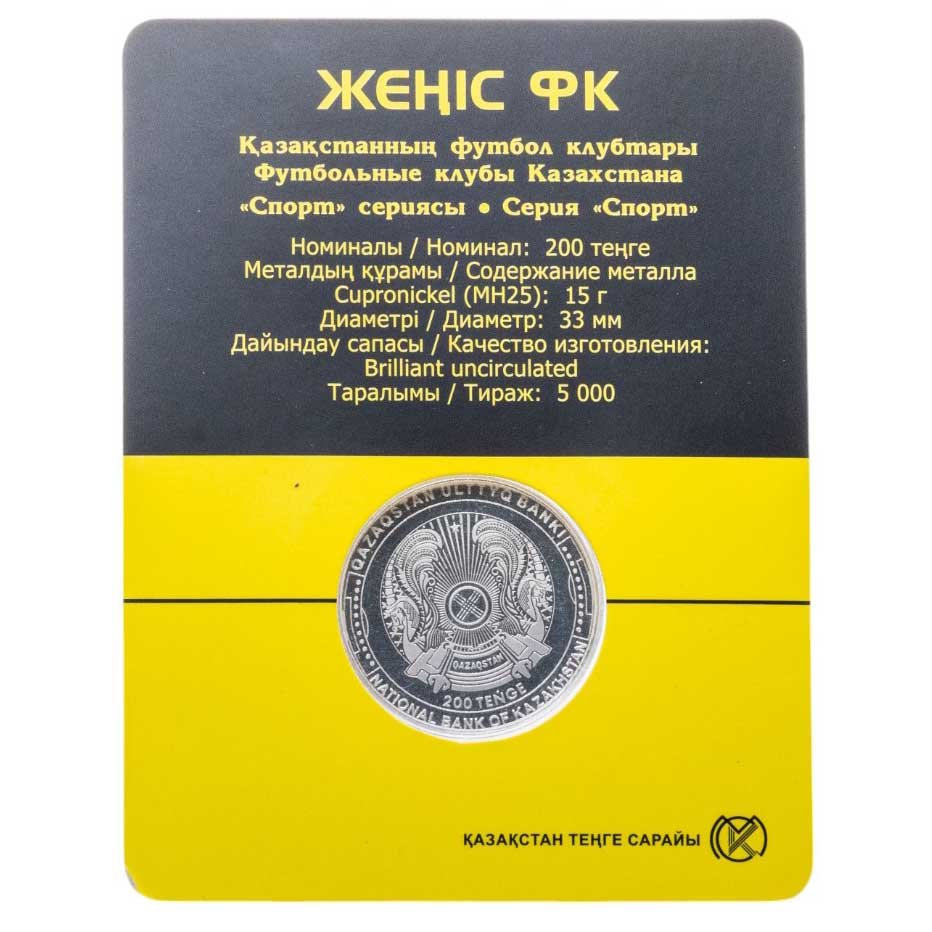 ЖЕҢІС ФК
Қазақстанның футбол клубтары
Футбольные клубы Казахстана
«Спорт» сериясы • Серия «Спорт»
Номиналы / Номинал: 200 теңге
Металдың құрамы / Содержание металла
Cupronickel (МН25): 15 г
Диаметрі / Диаметр: 33 мм
Дайындау сапасы / Качество изготовления:
Brilliant uncirculated
Таралымы / Тираж: 5 000
QAZAQSTAN ULTTYQ BANKI
QAZAQSTAN
200 TEŃGE
NATIONAL BANK OF KAZAKHSTAN
ҚАЗАҚСТАН ТЕҢГЕ САРАЙЫ